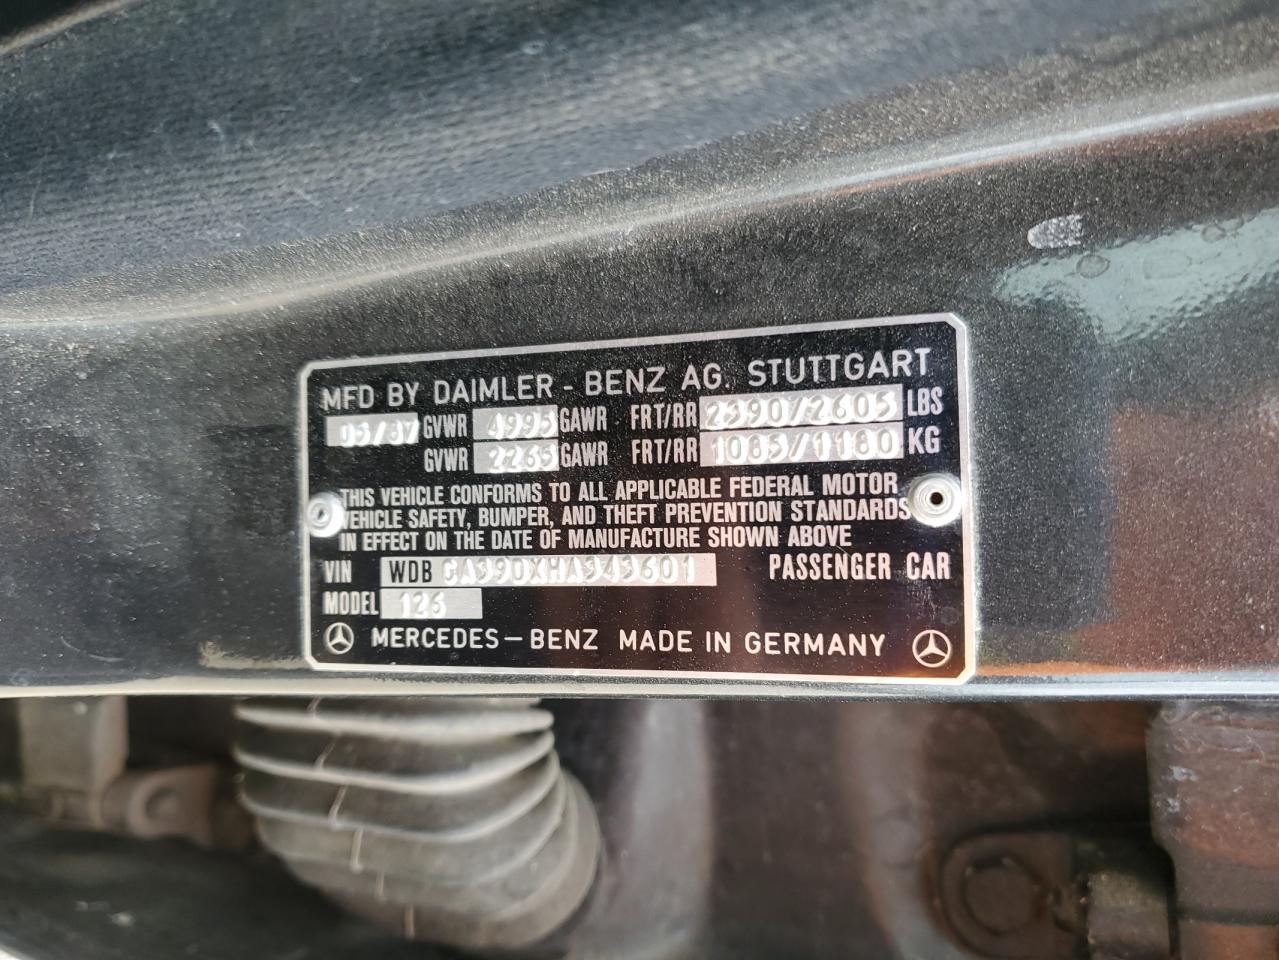 MFD BY DAIMLER-BENZ AG. STUTTGART
05/87 GVWR 4995 GAWR FRT/RR 2390/2605 LBS
GVWR 2265 GAWR FRT/RR 1085/1180 KG
THIS VEHICLE CONFORMS TO ALL APPLICABLE FEDERAL MOTOR
VEHICLE SAFETY, BUMPER, AND THEFT PREVENTION STANDARDS
IN EFFECT ON THE DATE OF MANUFACTURE SHOWN ABOVE
VIN WDB PASSENGER CAR
MODEL 126
MERCEDES-BENZ MADE IN GERMANY